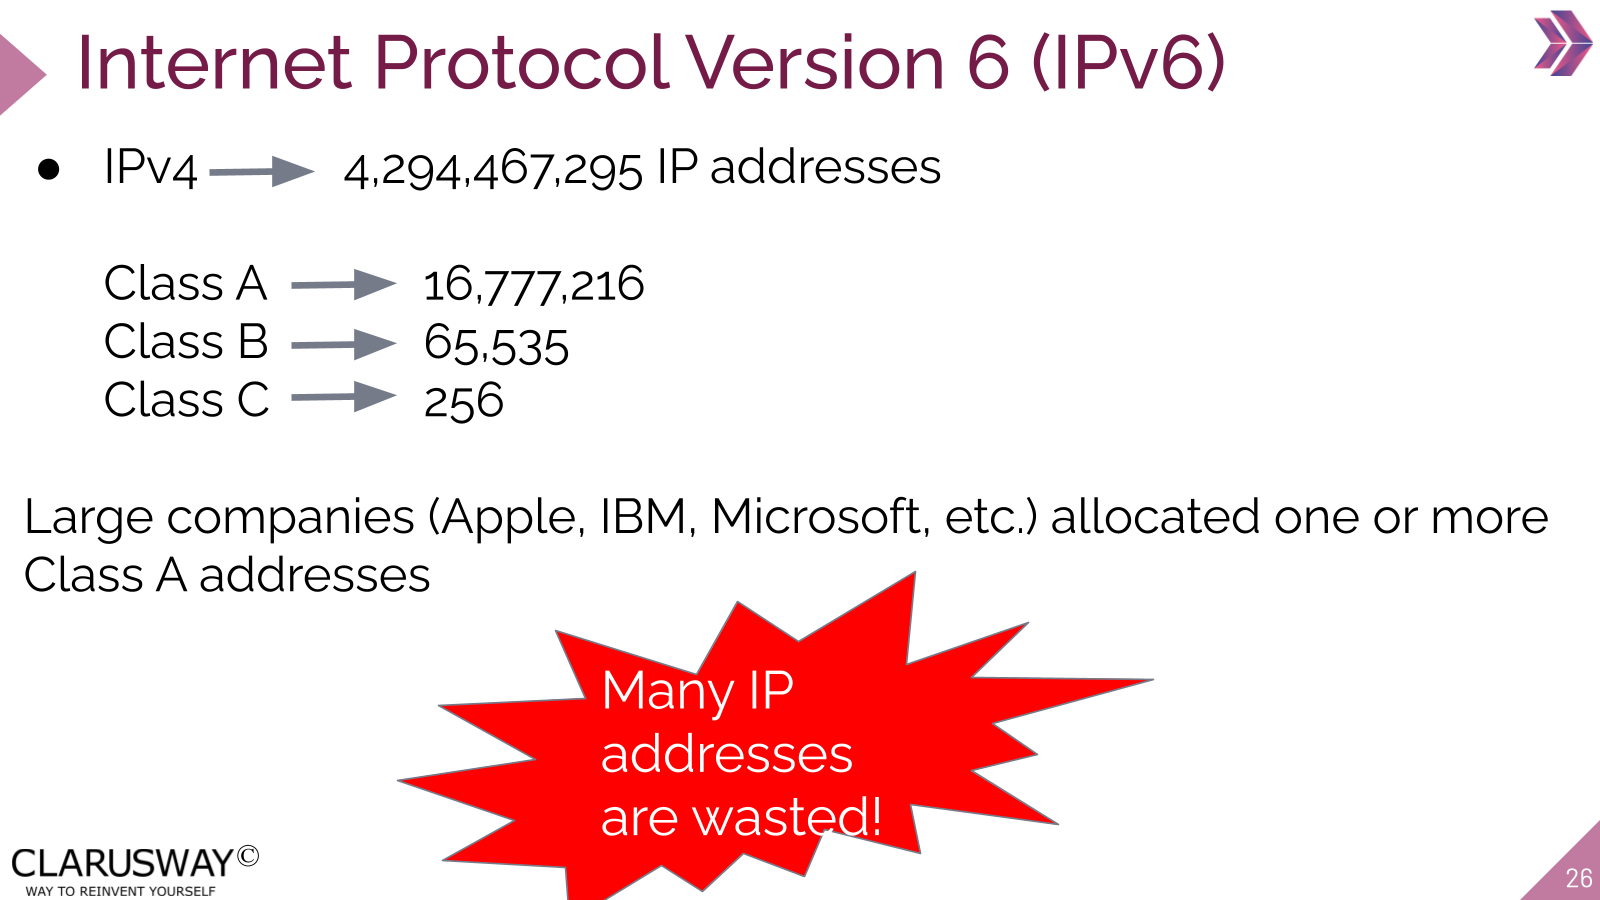 Internet Protocol Version 6 (IPv6)
● IPv4 4,294,467,295 IP addresses
Class A 16,777,216
Class B 65,535
Class C 256
Large companies (Apple, IBM, Microsoft, etc.) allocated one or more
Class A addresses
Many IP
addresses
are wasted!
CLARUSWAY©
WAY TO REINVENT YOURSELF
26